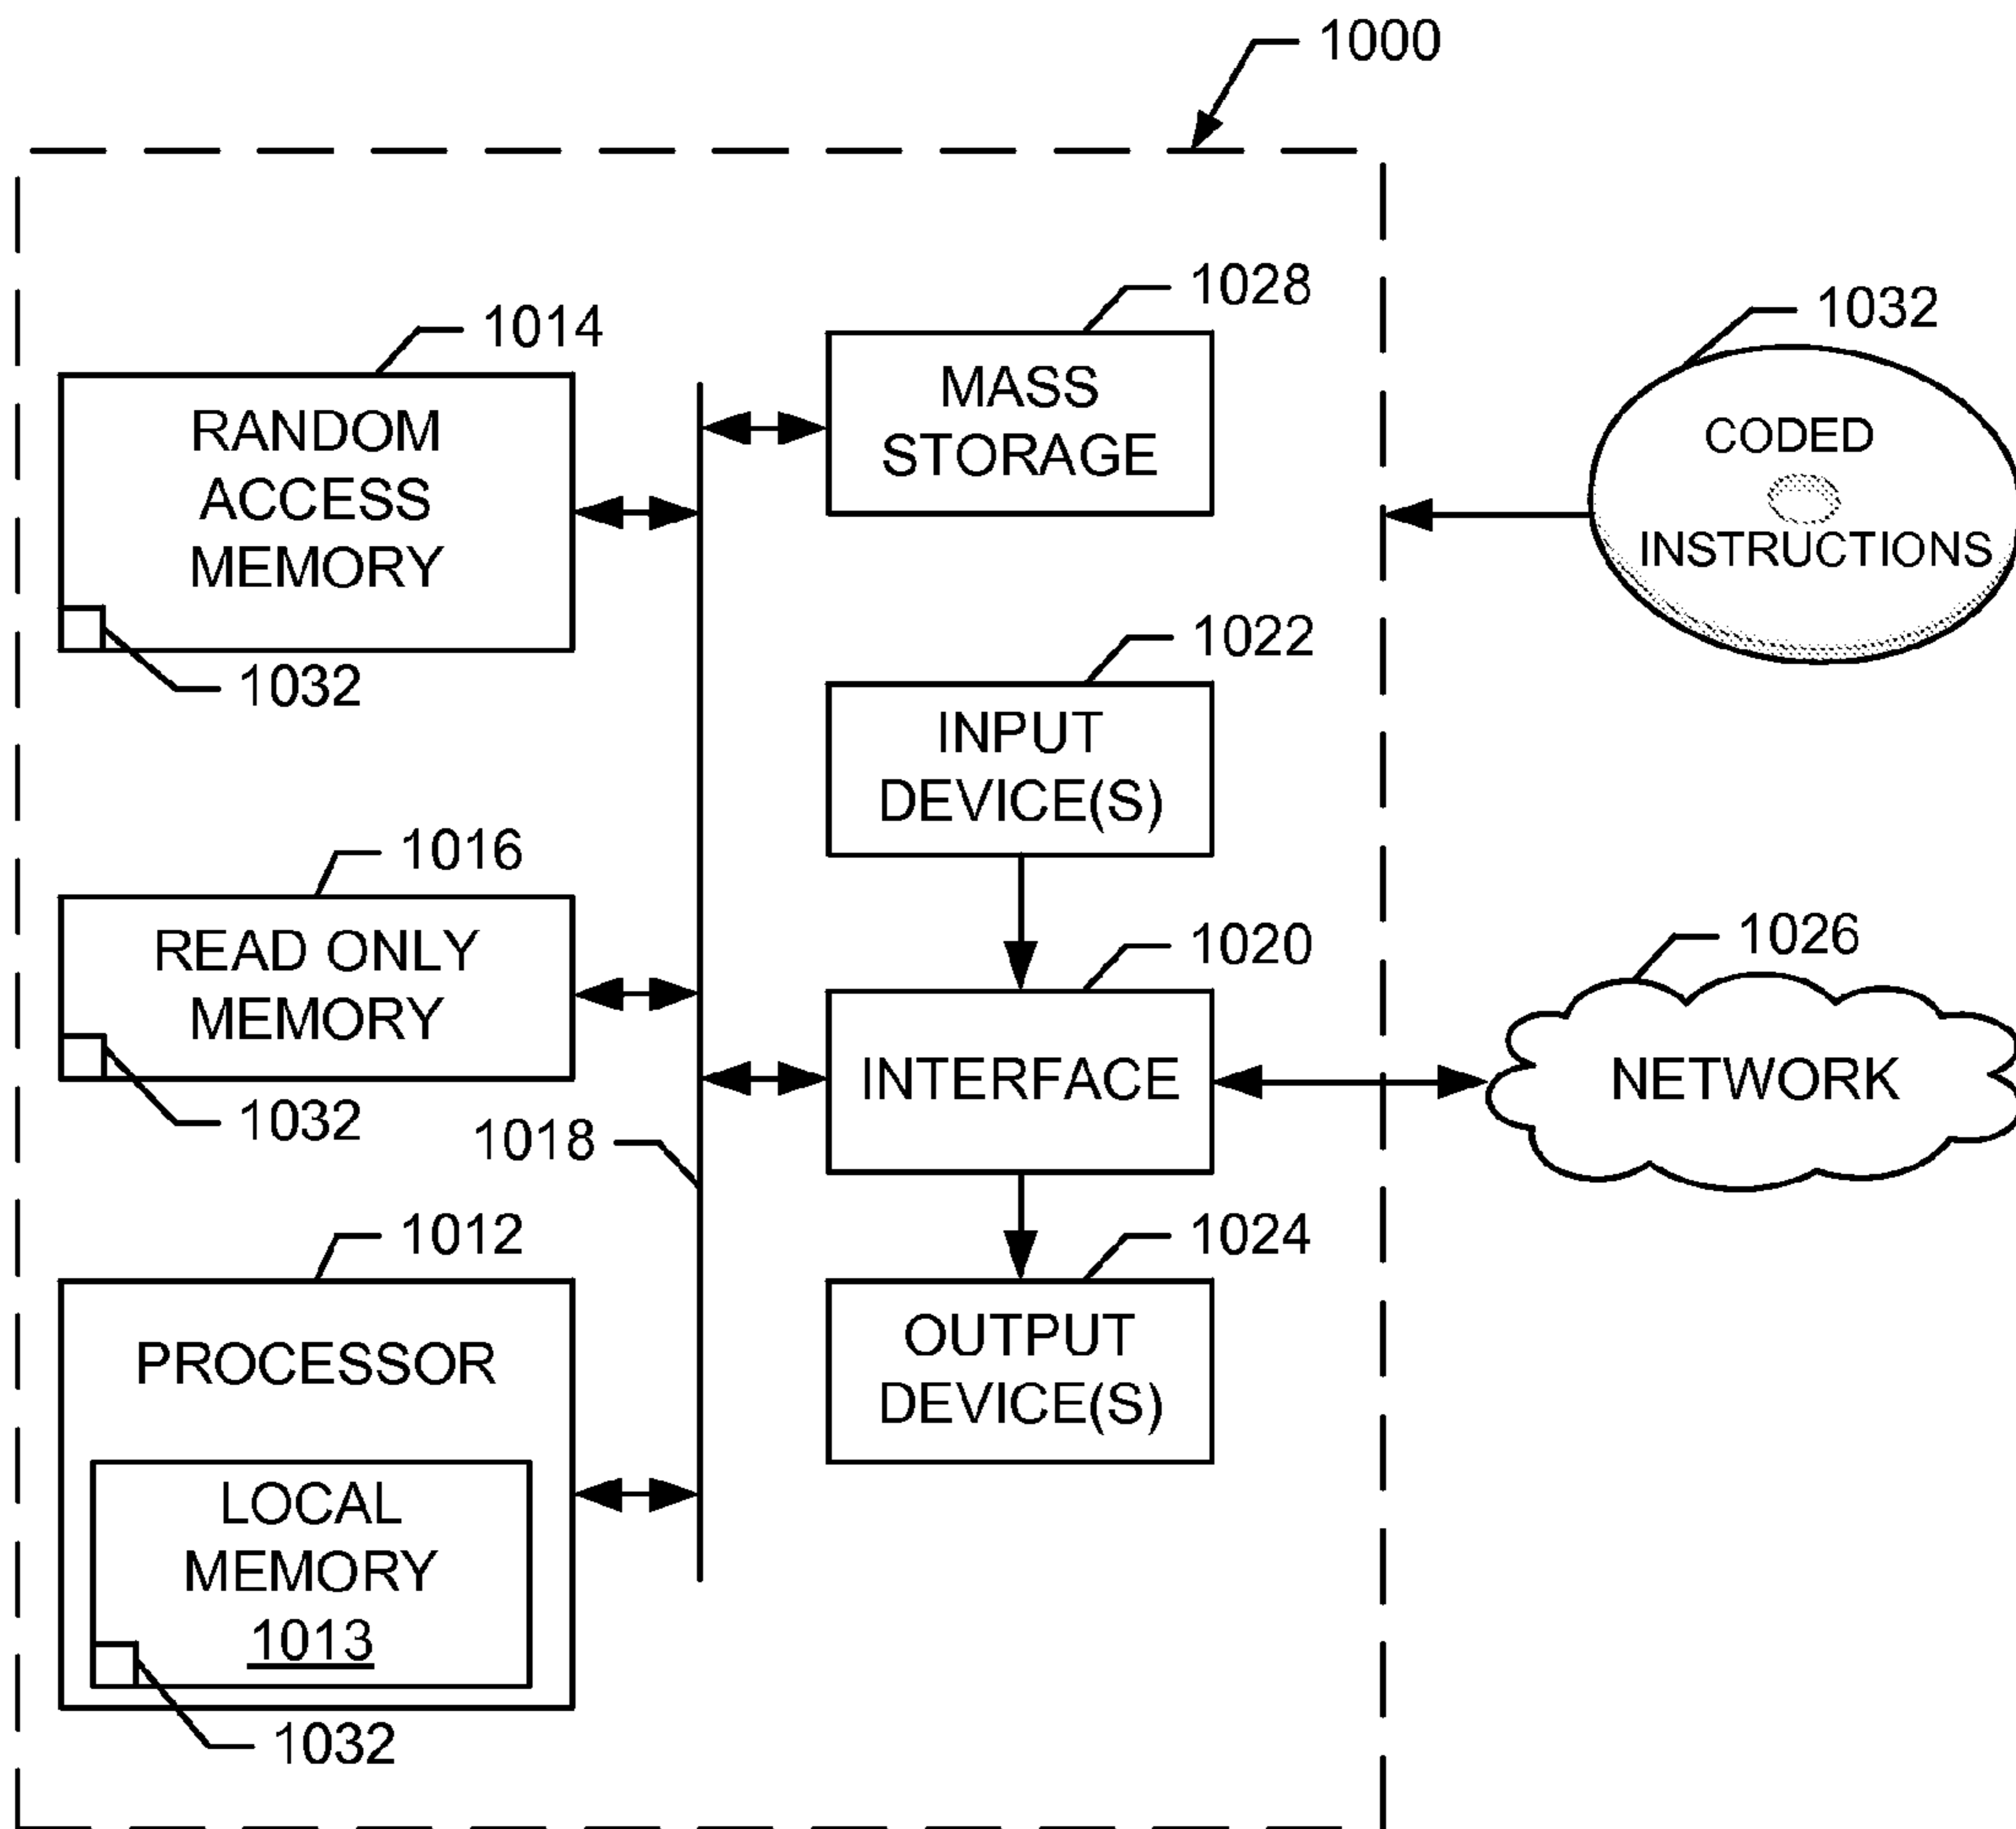 1000
1028
1014
MASS
STORAGE
RANDOM
ACCESS
MEMORY
1032
1032
CODED
INSTRUCTIONS
1022
INPUT
DEVICE(S)
1016
READ ONLY
MEMORY
1032
1018
1020
INTERFACE
1026
NETWORK
1012
PROCESSOR
LOCAL
MEMORY
1013
1032
1024
OUTPUT
DEVICE(S)